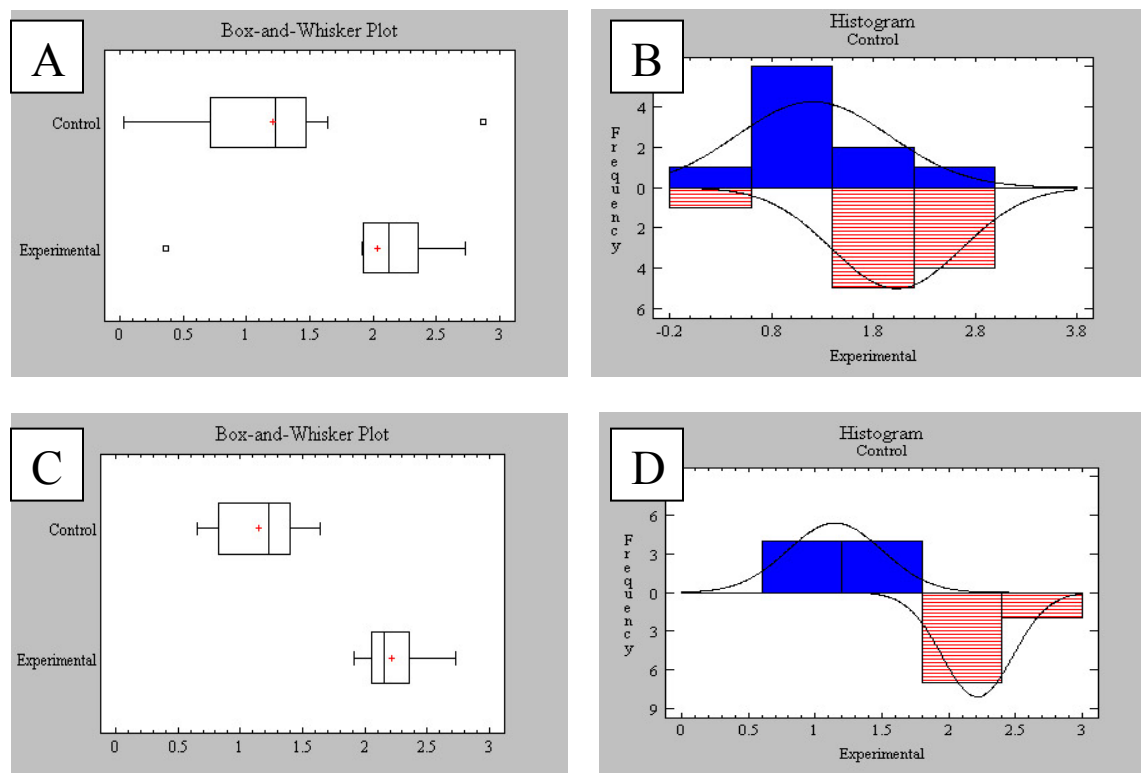 A
Box-and-Whisker Plot
Control
Experimental
0 0.5 1 1.5 2 2.5 3
B
Histogram
Control
Frequency
4
2
0
2
4
6
-0.2 0.8 1.8 2.8 3.8
Experimental
C
Box-and-Whisker Plot
Control
Experimental
0 0.5 1 1.5 2 2.5 3
D
Histogram
Control
Frequency
6
3
0
3
6
9
0 0.5 1 1.5 2 2.5 3
Experimental